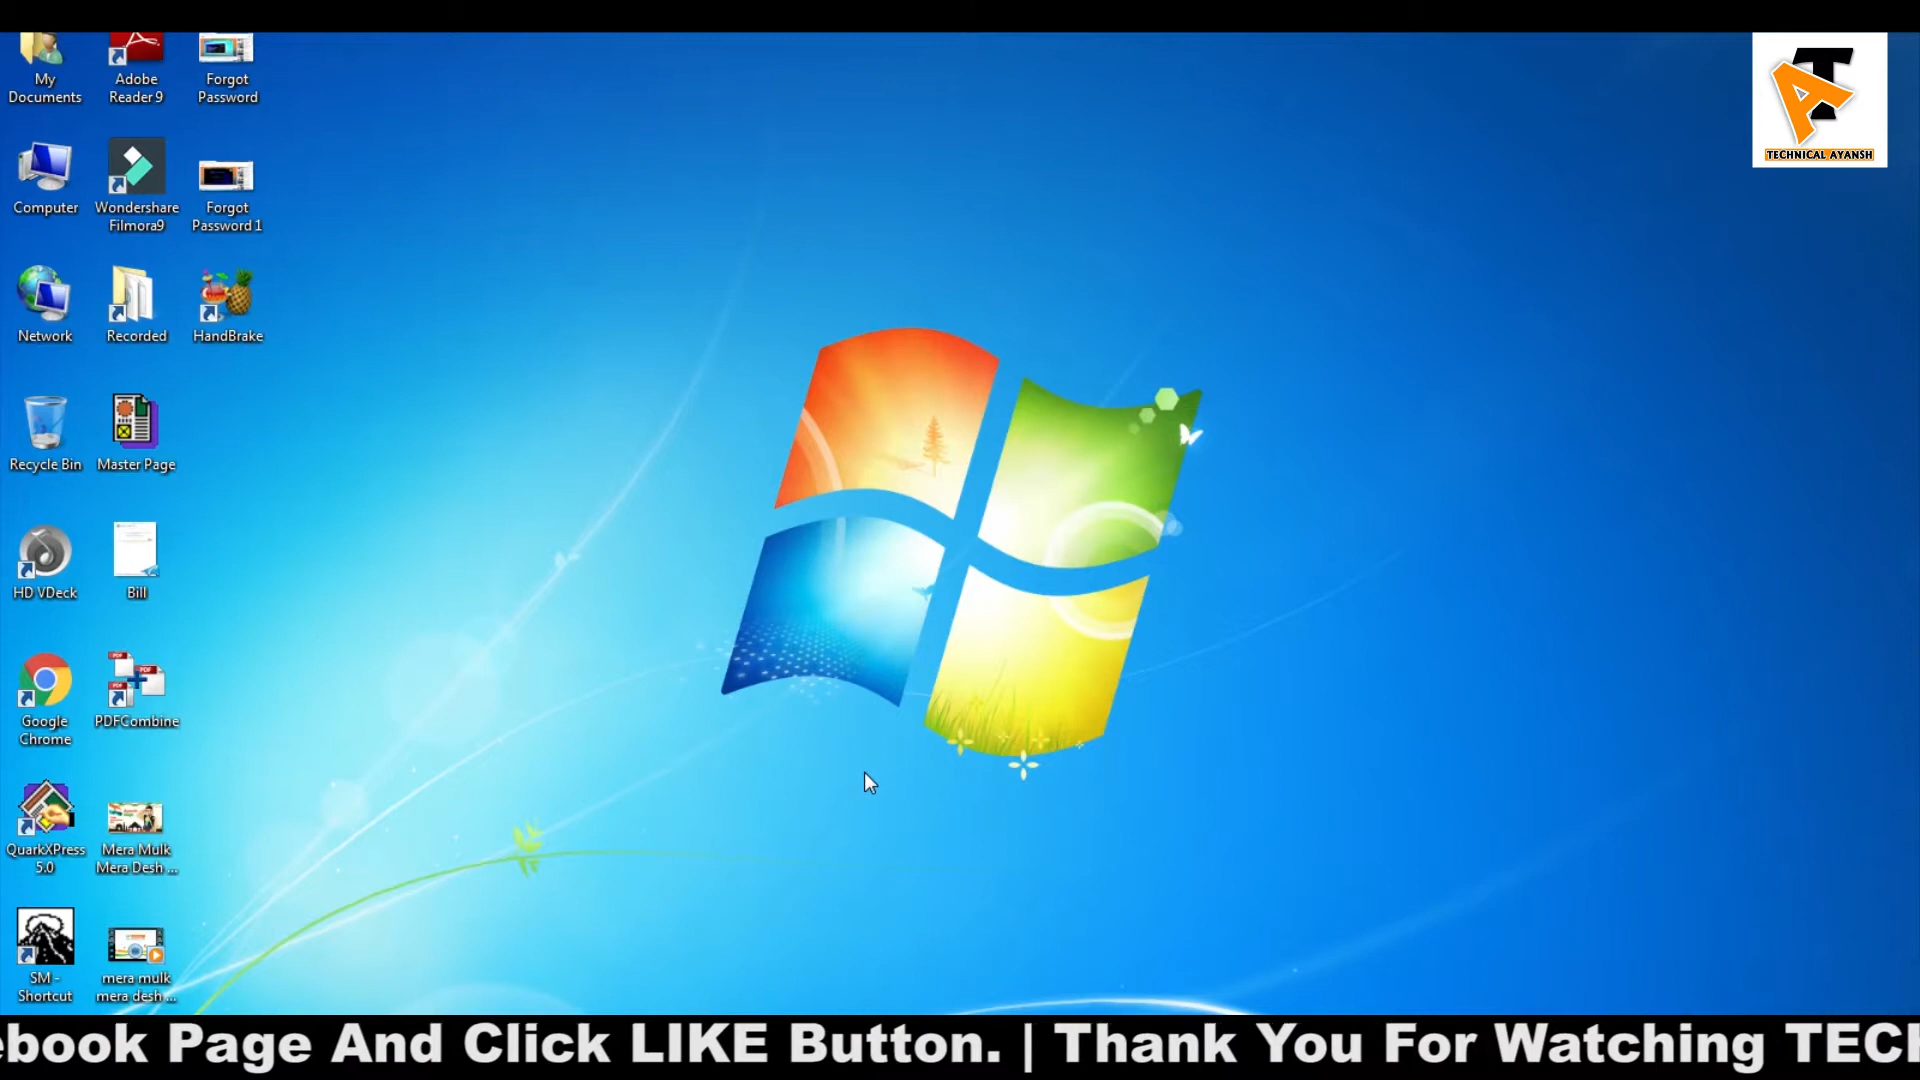 My
Documents
Adobe
Reader 9
Forgot
Password
Computer
Wondershare
Filmora9
Forgot
Password 1
Network
Recorded
HandBrake
Recycle Bin
Master Page
HD VDeck
Bill
Google
Chrome
PDFCombine
QuarkXPress
5.0
Mera Mulk
Mera Desh ...
SM -
Shortcut
mera mulk
mera desh ...
TECHNICAL AYANSH
ebook Page And Click LIKE Button. | Thank You For Watching TECH